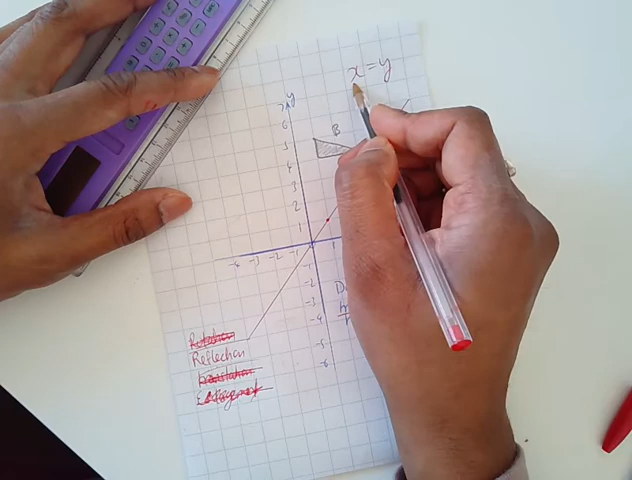 x = y
y
6
B
5
4
3
2
1
-4 -3 -2 -1
1
-1
-2
-3
-4
-5
-6
D
Rotation
Reflection
Translation
Enlargement